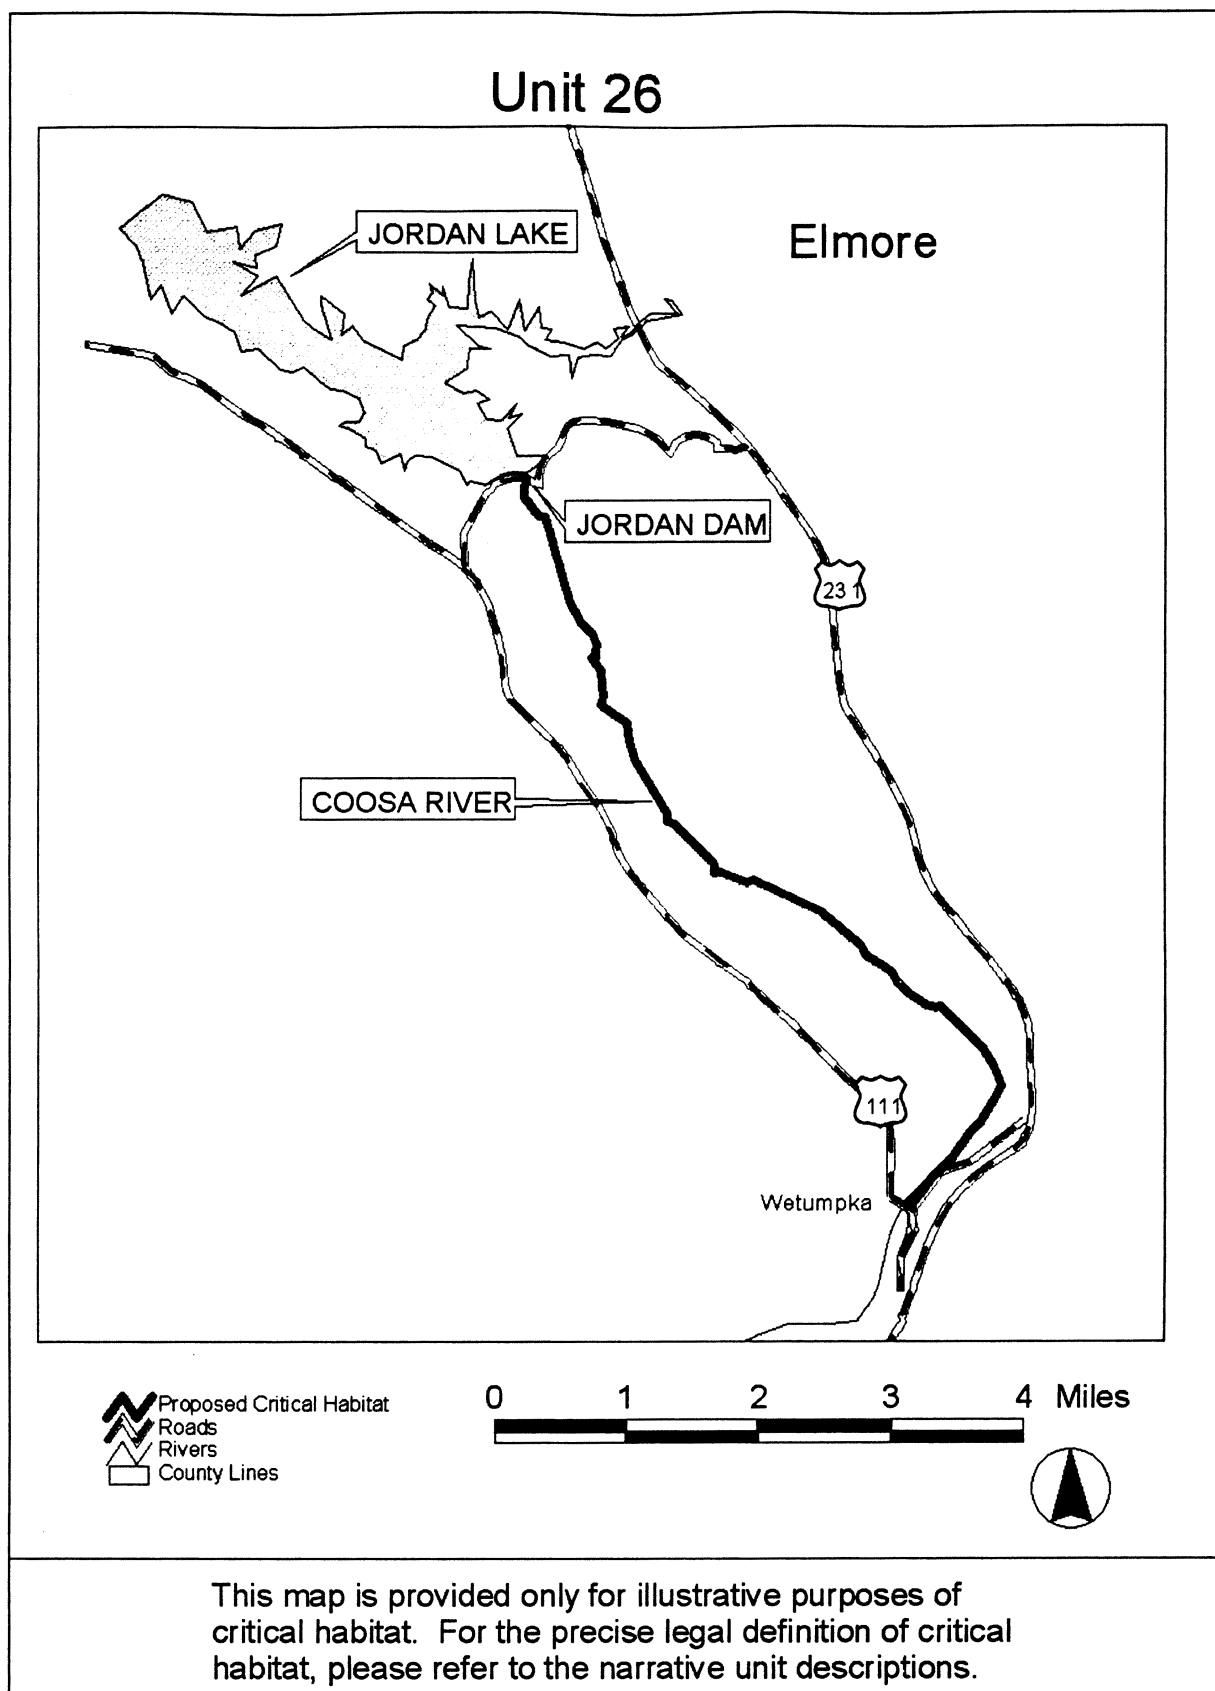 Unit 26
JORDAN LAKE
Elmore
JORDAN DAM
231
COOSA RIVER
111
Wetumpka
Proposed Critical Habitat
Roads
Rivers
County Lines
0 1 2 3 4 Miles
This map is provided only for illustrative purposes of
critical habitat. For the precise legal definition of critical
habitat, please refer to the narrative unit descriptions.